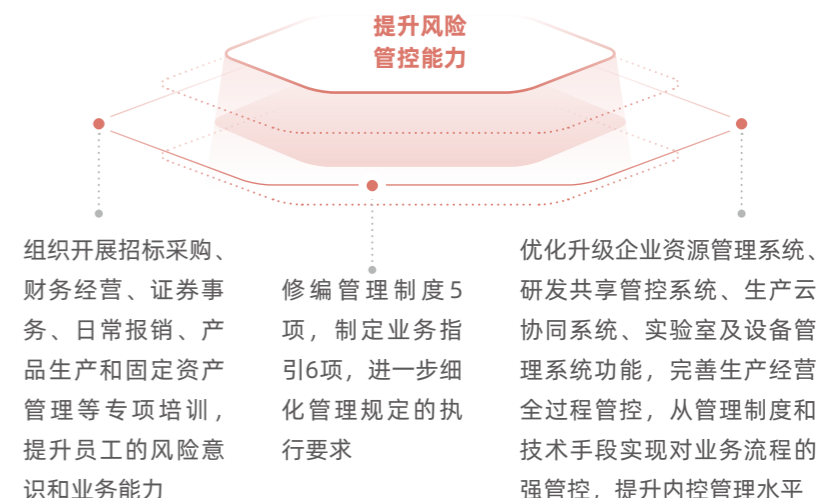 提升风险
管控能力
组织开展招标采购、
财务经营、证券事
务、日常报销、产
品生产和固定资产
管理等专项培训，
提升员工的风险意
识和业务能力
修编管理制度5
项，制定业务指
引6项，进一步细
化管理规定的执
行要求
优化升级企业资源管理系统、
研发共享管控系统、生产云
协同系统、实验室及设备管
理系统功能，完善生产经营
全过程管控，从管理制度和
技术手段实现对业务流程的
强管控，提升内控管理水平